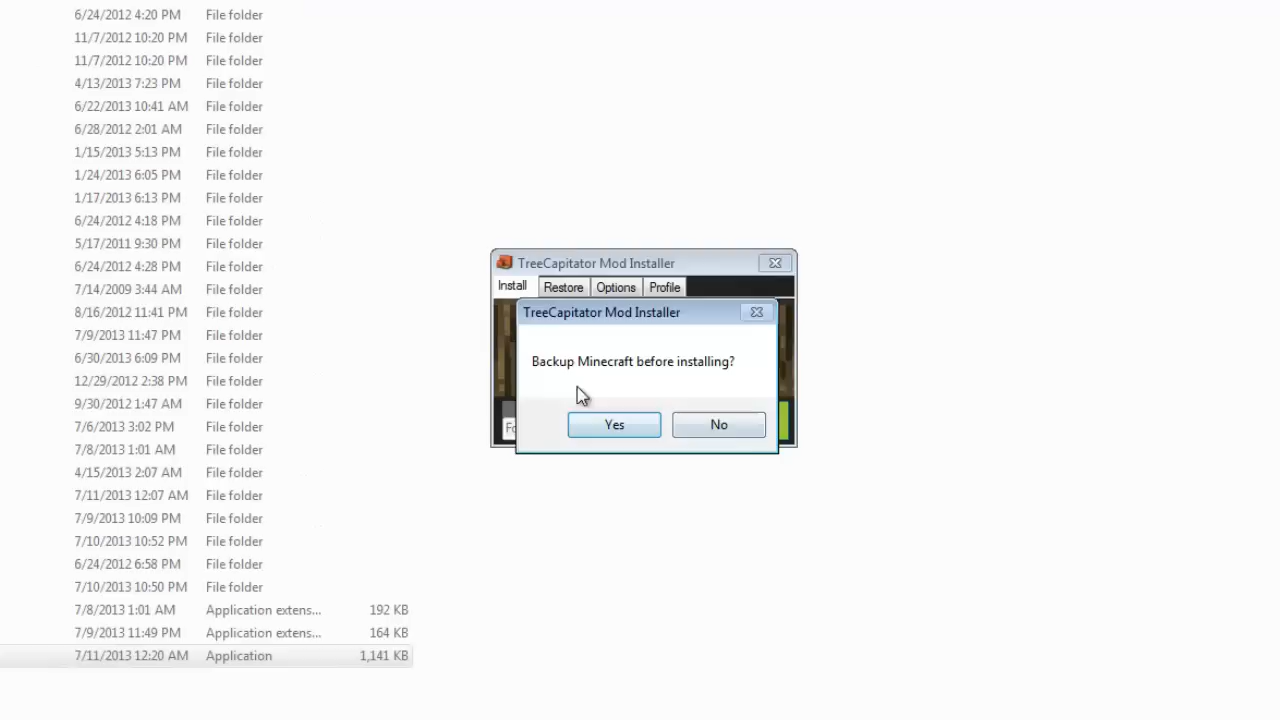 6/24/2012 4:20 PM File folder
11/7/2012 10:20 PM File folder
11/7/2012 10:20 PM File folder
4/13/2013 7:23 PM File folder
6/22/2013 10:41 AM File folder
6/28/2012 2:01 AM File folder
1/15/2013 5:13 PM File folder
1/24/2013 6:05 PM File folder
1/17/2013 6:13 PM File folder
6/24/2012 4:18 PM File folder
5/17/2011 9:30 PM File folder
6/24/2012 4:28 PM File folder
7/14/2009 3:44 AM File folder
8/16/2012 11:41 PM File folder
7/9/2013 11:47 PM File folder
6/30/2013 6:09 PM File folder
12/29/2012 2:38 PM File folder
9/30/2012 1:47 AM File folder
7/6/2013 3:02 PM File folder
7/8/2013 1:01 AM File folder
4/15/2013 2:07 AM File folder
7/11/2013 12:07 AM File folder
7/9/2013 10:09 PM File folder
7/10/2013 10:52 PM File folder
6/24/2012 6:58 PM File folder
7/10/2013 10:50 PM File folder
7/8/2013 1:01 AM Application extens... 192 KB
7/9/2013 11:49 PM Application extens... 164 KB
7/11/2013 12:20 AM Application 1,141 KB
TreeCapitator Mod Installer
Install Restore Options Profile
TreeCapitator Mod Installer
Backup Minecraft before installing?
Yes No